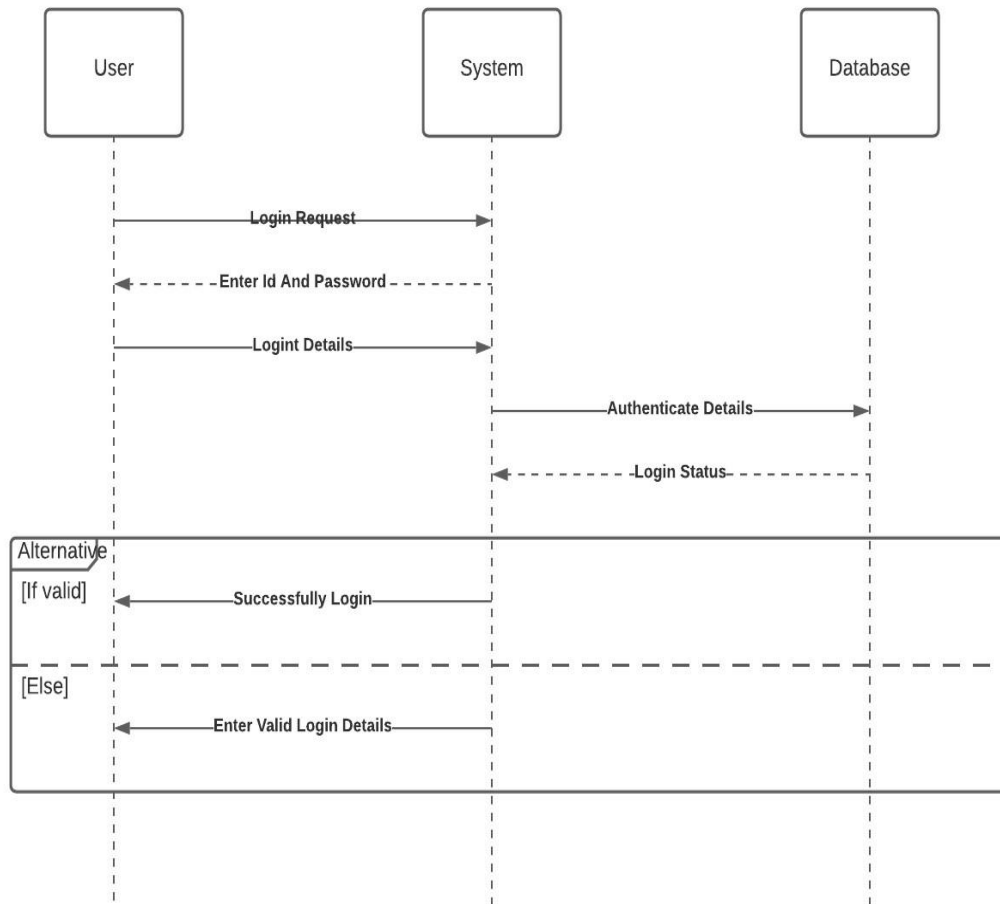 User
System
Database
Login Request
Enter Id And Password
Logint Details
Authenticate Details
Login Status
Alternative
[If valid]
Successfully Login
[Else]
Enter Valid Login Details